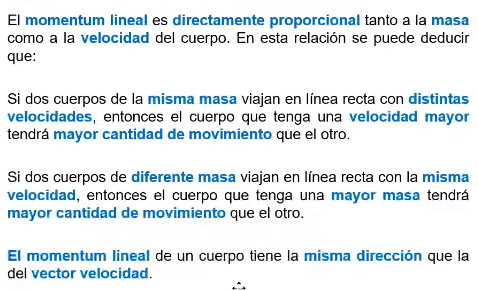 El momentum lineal es directamente proporcional tanto a la masa
como a la velocidad del cuerpo. En esta relación se puede deducir
que:
Si dos cuerpos de la misma masa viajan en línea recta con distintas
velocidades, entonces el cuerpo que tenga una velocidad mayor
tendrá mayor cantidad de movimiento que el otro.
Si dos cuerpos de diferente masa viajan en línea recta con la misma
velocidad, entonces el cuerpo que tenga una mayor masa tendrá
mayor cantidad de movimiento que el otro.
El momentum lineal de un cuerpo tiene la misma dirección que la
del vector velocidad.